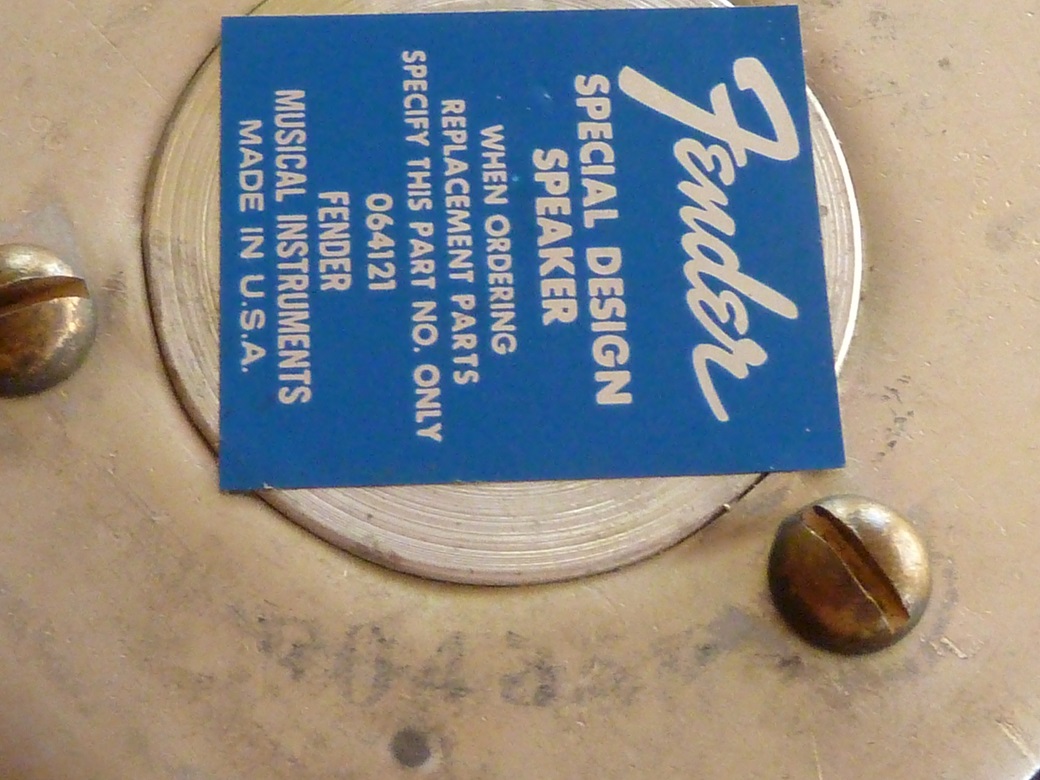 Fender
SPECIAL DESIGN
SPEAKER
WHEN ORDERING
REPLACEMENT PARTS
SPECIFY THIS PART NO. ONLY
064121
FENDER
MUSICAL INSTRUMENTS
MADE IN U.S.A.